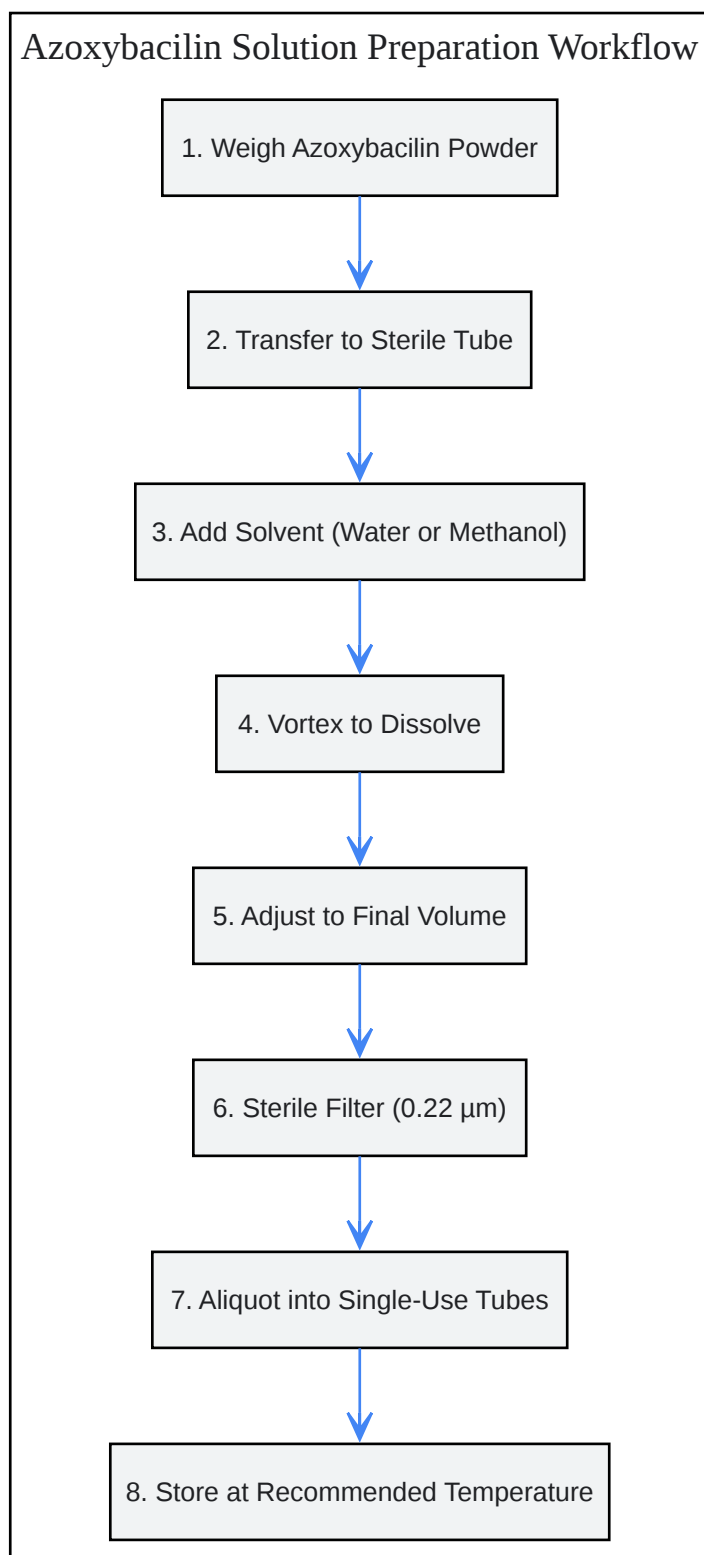 Azoxybacilin Solution Preparation Workflow
1. Weigh Azoxybacilin Powder
2. Transfer to Sterile Tube
3. Add Solvent (Water or Methanol)
4. Vortex to Dissolve
5. Adjust to Final Volume
6. Sterile Filter (0.22 µm)
7. Aliquot into Single-Use Tubes
8. Store at Recommended Temperature